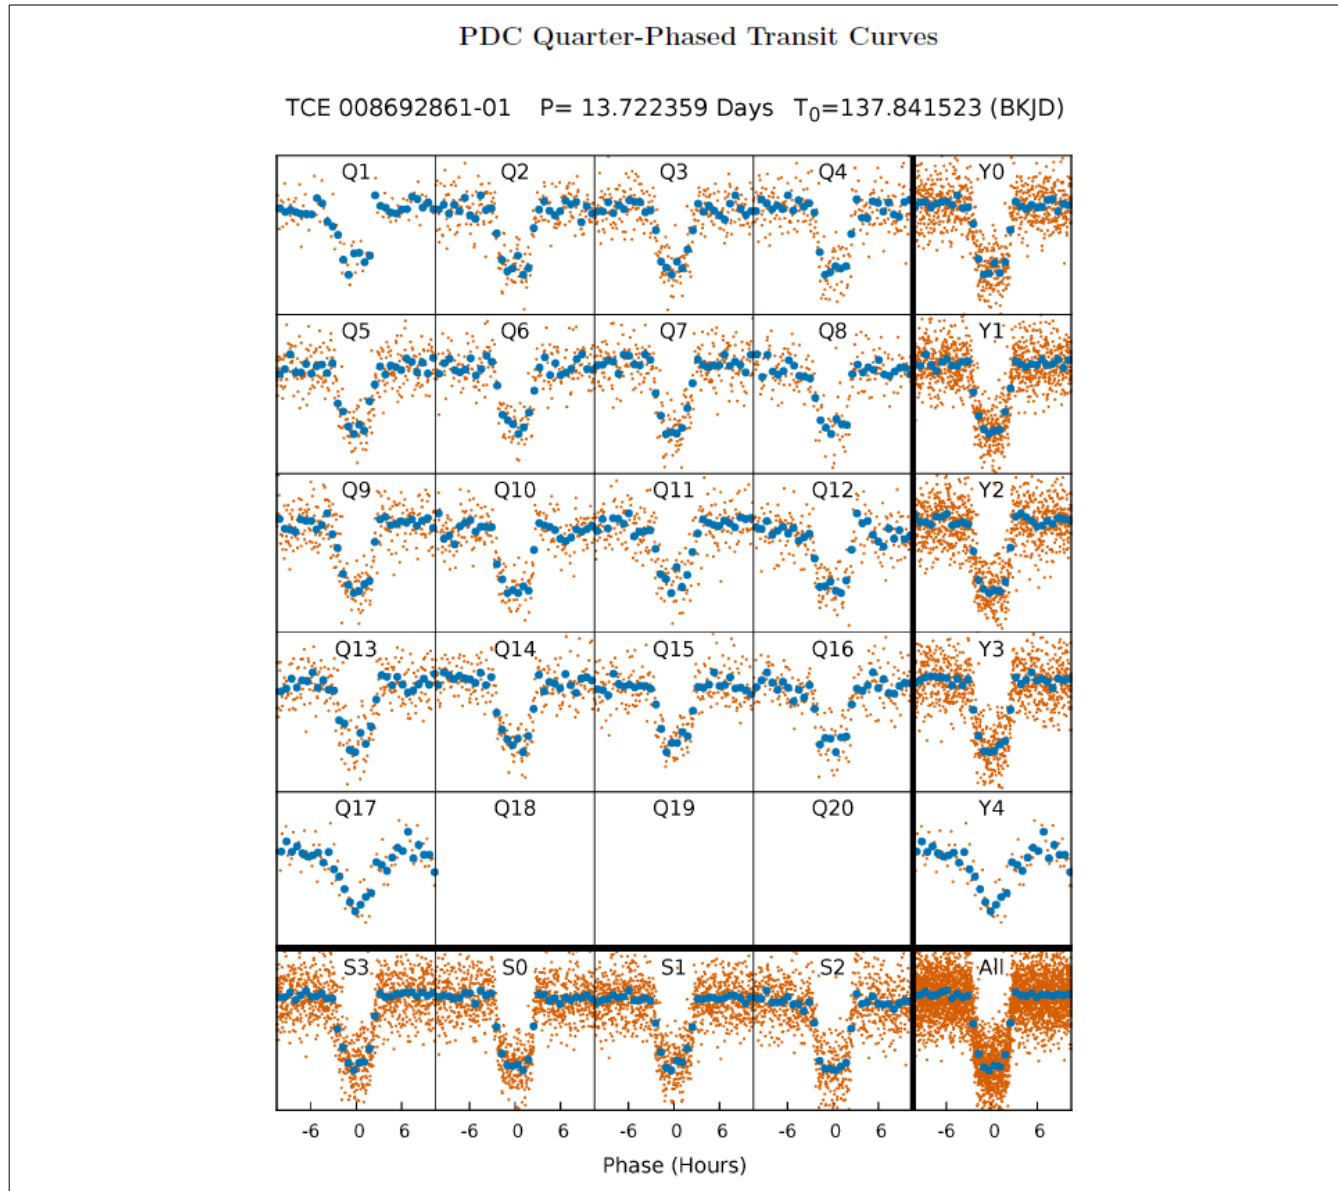 PDC Quarter-Phased Transit Curves
TCE 008692861-01 P= 13.722359 Days T0=137.841523 (BKJD)
Q1 Q2 Q3 Q4 Y0
Q5 Q6 Q7 Q8 Y1
Q9 Q10 Q11 Q12 Y2
Q13 Q14 Q15 Q16 Y3
Q17 Q18 Q19 Q20 Y4
S3 S0 S1 S2 All
-6 0 6 -6 0 6 -6 0 6 -6 0 6 -6 0 6
Phase (Hours)